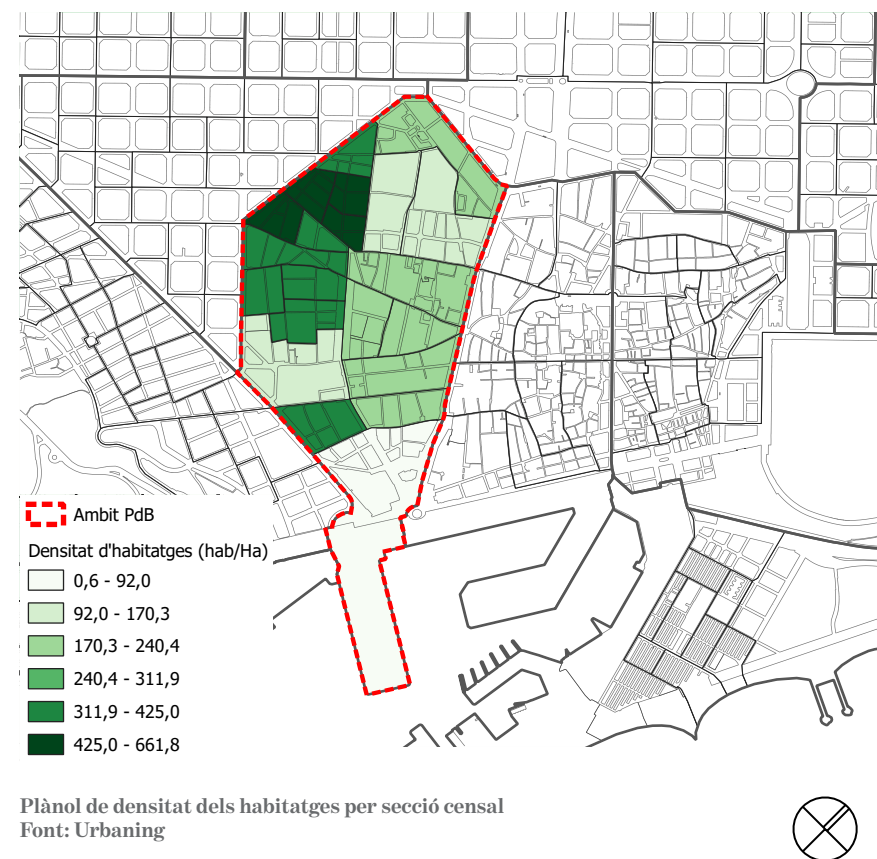 Ambit PdB
Densitat d'habitatges (hab/Ha)
0,6 - 92,0
92,0 - 170,3
170,3 - 240,4
240,4 - 311,9
311,9 - 425,0
425,0 - 661,8
Plànol de densitat dels habitatges per secció censal
Font: Urbaning